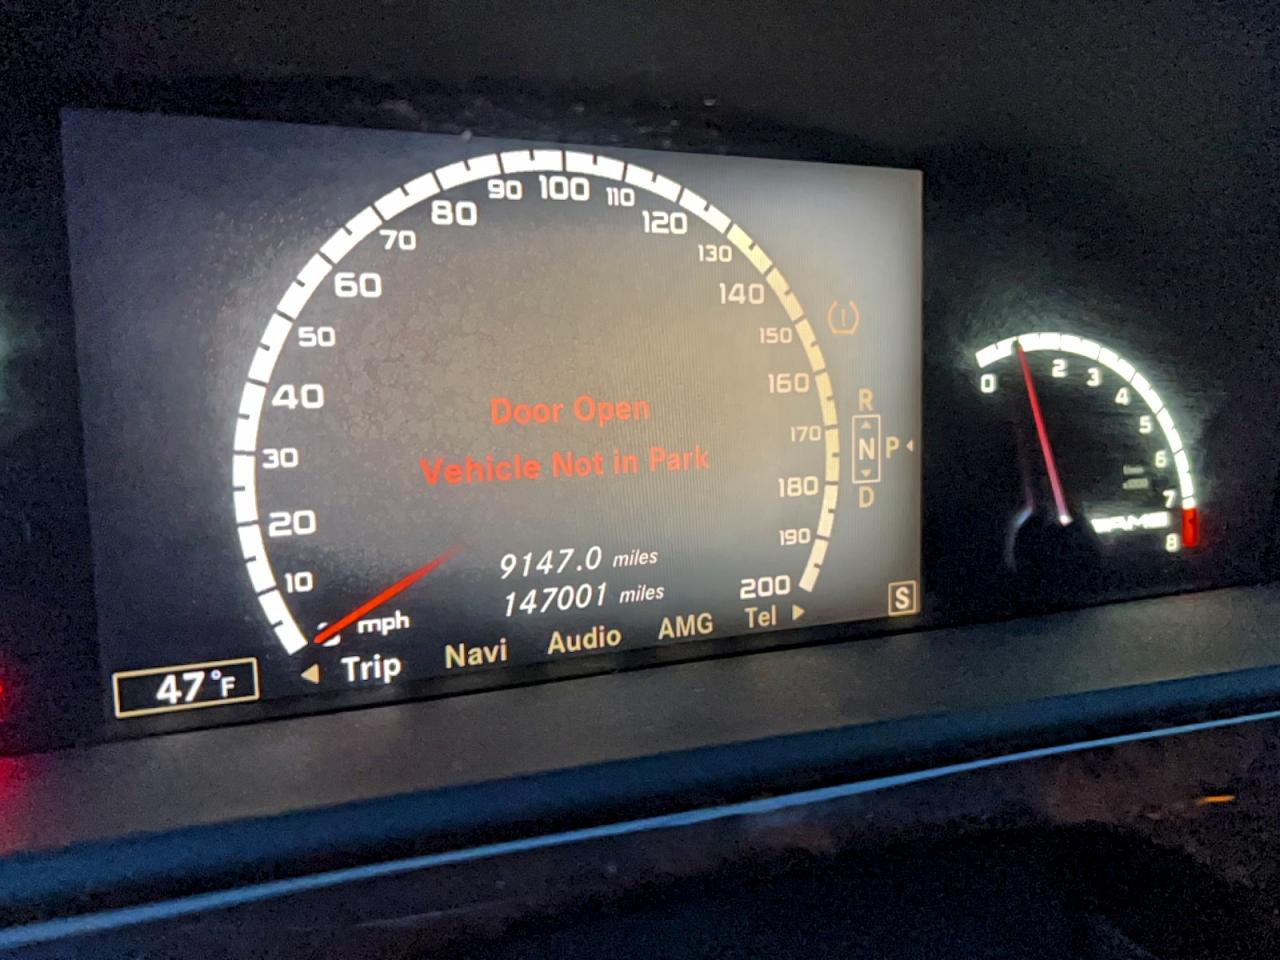 10
20
30
40
50
60
70
80
90
100
110
120
130
140
150
160
170
180
190
200
mph
Door Open
Vehicle Not in Park
9147.0 miles
147001 miles
Trip Navi Audio AMG Tel
47°F
R
N P
D
S
0
2
3
4
5
6
7
8
AMG